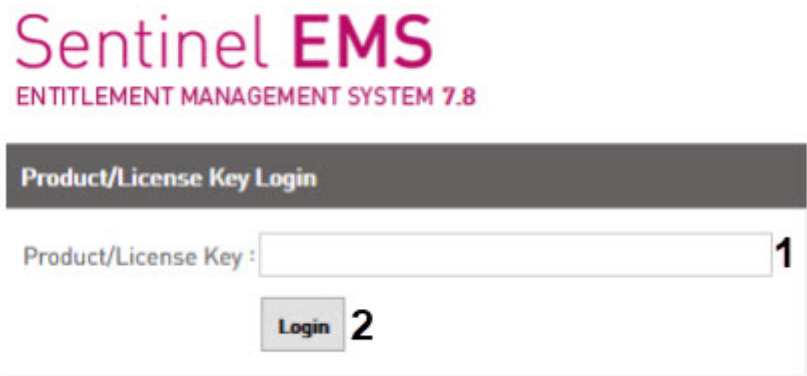 Sentinel EMS
ENTITLEMENT MANAGEMENT SYSTEM 7.8
Product/License Key Login
Product/License Key : 1
Login 2